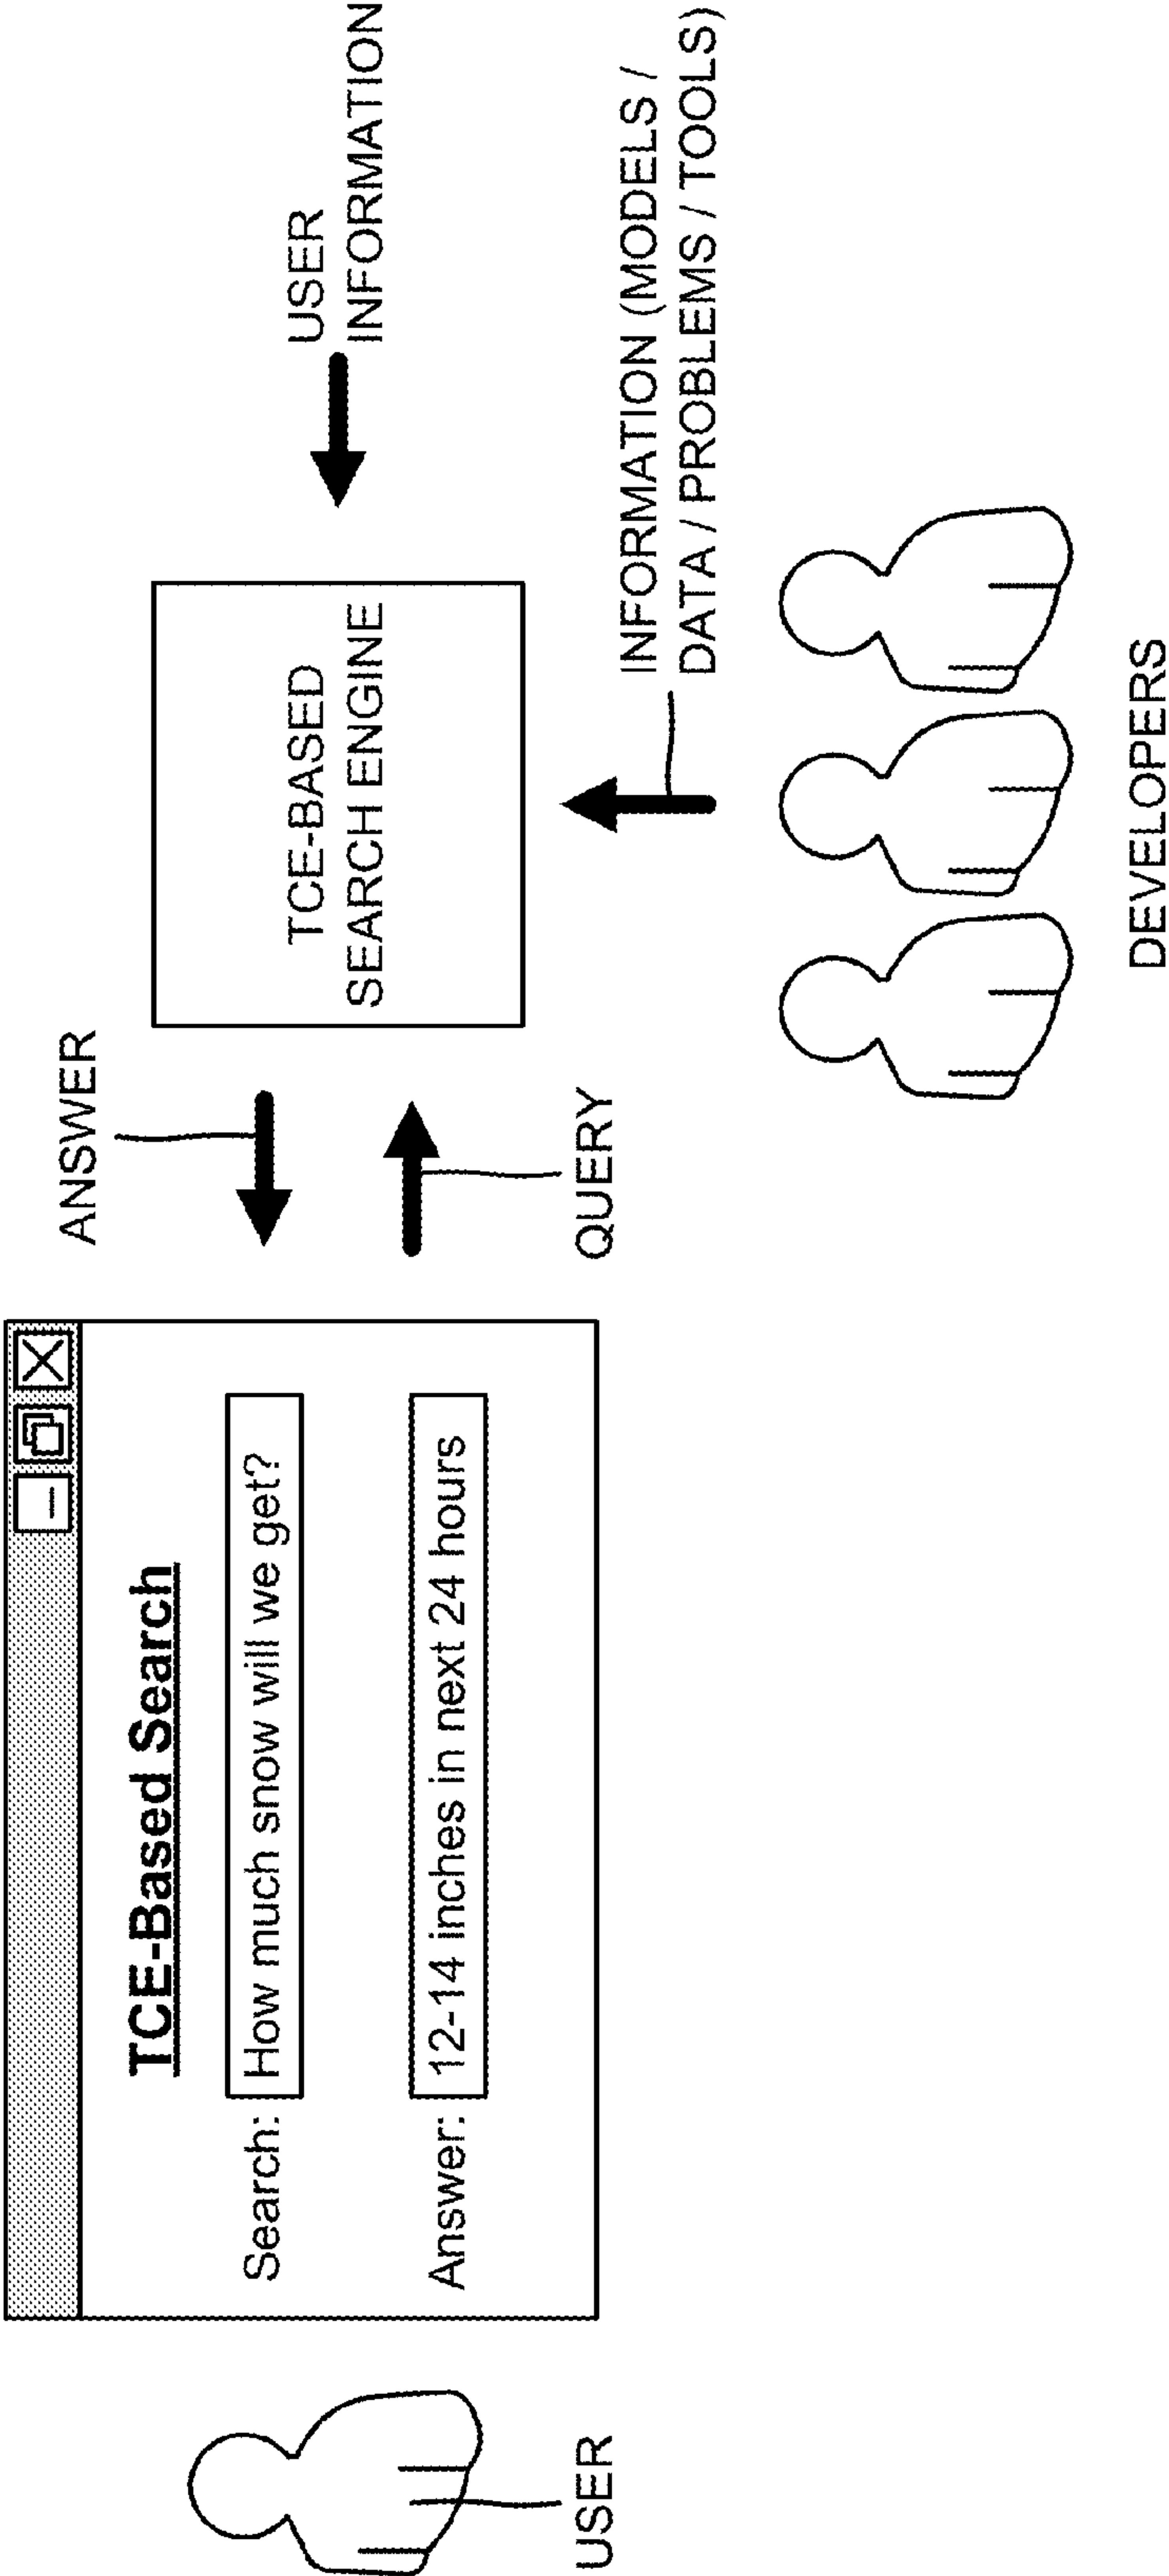 TCE-Based Search
Search: How much snow will we get?
Answer: 12-14 inches in next 24 hours
USER
ANSWER
QUERY
TCE-BASED
SEARCH ENGINE
USER
INFORMATION
INFORMATION (MODELS /
DATA / PROBLEMS / TOOLS)
DEVELOPERS